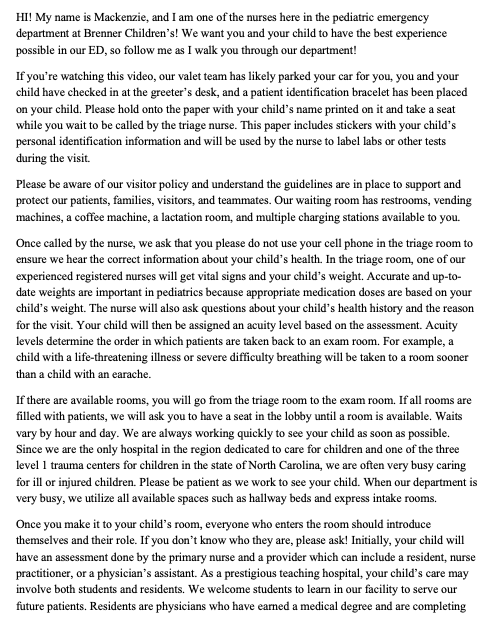 HI! My name is Mackenzie, and I am one of the nurses here in the pediatric emergency
department at Brenner Children's! We want you and your child to have the best experience
possible in our ED, so follow me as I walk you through our department!
If you're watching this video, our valet team has likely parked your car for you, you and your
child have checked in at the greeter's desk, and a patient identification bracelet has been placed
on your child. Please hold onto the paper with your child's name printed on it and take a seat
while you wait to be called by the triage nurse. This paper includes stickers with your child's
personal identification information and will be used by the nurse to label labs or other tests
during the visit.
Please be aware of our visitor policy and understand the guidelines are in place to support and
protect our patients, families, visitors, and teammates. Our waiting room has restrooms, vending
machines, a coffee machine, a lactation room, and multiple charging stations available to you.
Once called by the nurse, we ask that you please do not use your cell phone in the triage room to
ensure we hear the correct information about your child's health. In the triage room, one of our
experienced registered nurses will get vital signs and your child's weight. Accurate and up-to-
date weights are important in pediatrics because appropriate medication doses are based on your
child's weight. The nurse will also ask questions about your child's health history and the reason
for the visit. Your child will then be assigned an acuity level based on the assessment. Acuity
levels determine the order in which patients are taken back to an exam room. For example, a
child with a life-threatening illness or severe difficulty breathing will be taken to a room sooner
than a child with an earache.
If there are available rooms, you will go from the triage room to the exam room. If all rooms are
filled with patients, we will ask you to have a seat in the lobby until a room is available. Waits
vary by hour and day. We are always working quickly to see your child as soon as possible.
Since we are the only hospital in the region dedicated to care for children and one of the three
level 1 trauma centers for children in the state of North Carolina, we are often very busy caring
for ill or injured children. Please be patient as we work to see your child. When our department is
very busy, we utilize all available spaces such as hallway beds and express intake rooms.
Once you make it to your child's room, everyone who enters the room should introduce
themselves and their role. If you don't know who they are, please ask! Initially, your child will
have an assessment done by the primary nurse and a provider which can include a resident, nurse
practitioner, or a physician's assistant. As a prestigious teaching hospital, your child's care may
involve both students and residents. We welcome students to learn in our facility to serve our
future patients. Residents are physicians who have earned a medical degree and are completing